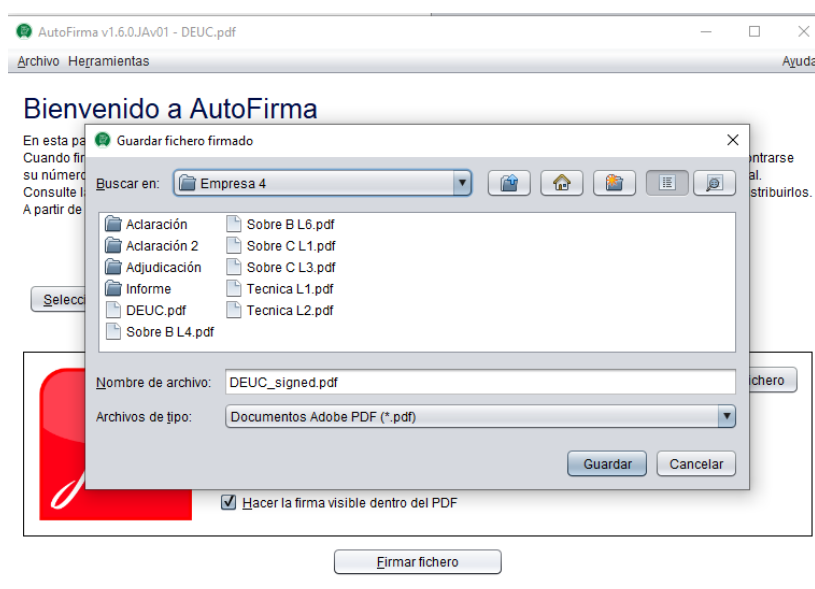 AutoFirma v1.6.0.JAv01 - DEUC.pdf
Archivo Herramientas
Ayuda
Bienvenido a AutoFirma
En esta pa
Cuando fir
ontrarse
su número
al.
Consulte l
stribuirlos.
A partir de
Guardar fichero firmado
Buscar en:
Empresa 4
Aclaración
Aclaración 2
Adjudicación
Informe
DEUC.pdf
Sobre B L4.pdf
Sobre B L6.pdf
Sobre C L1.pdf
Sobre C L3.pdf
Tecnica L1.pdf
Tecnica L2.pdf
Selecci
Nombre de archivo:
DEUC_signed.pdf
ichero
Archivos de tipo:
Documentos Adobe PDF (*.pdf)
Guardar
Cancelar
Hacer la firma visible dentro del PDF
Firmar fichero